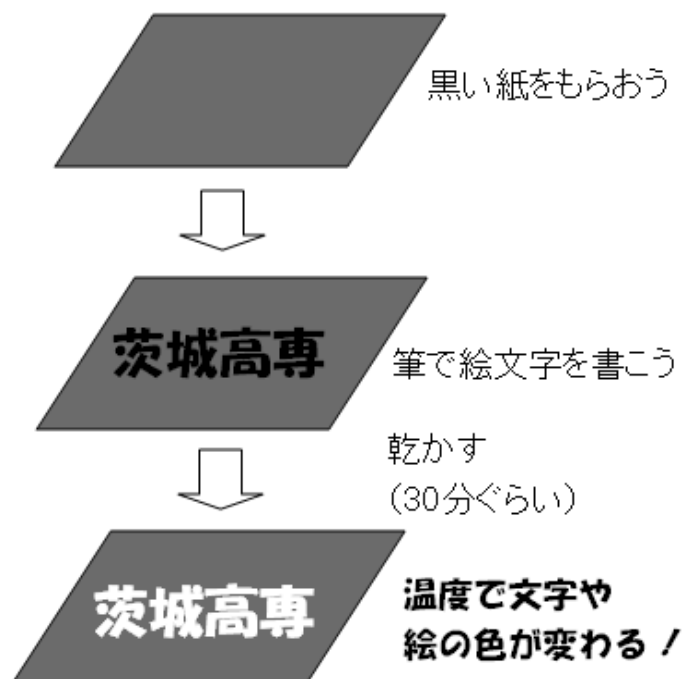 黒い紙をもらおう
茨城高専
筆で絵文字を書こう
乾かす
(30分ぐらい)
茨城高専
温度で文字や
絵の色が変わる!